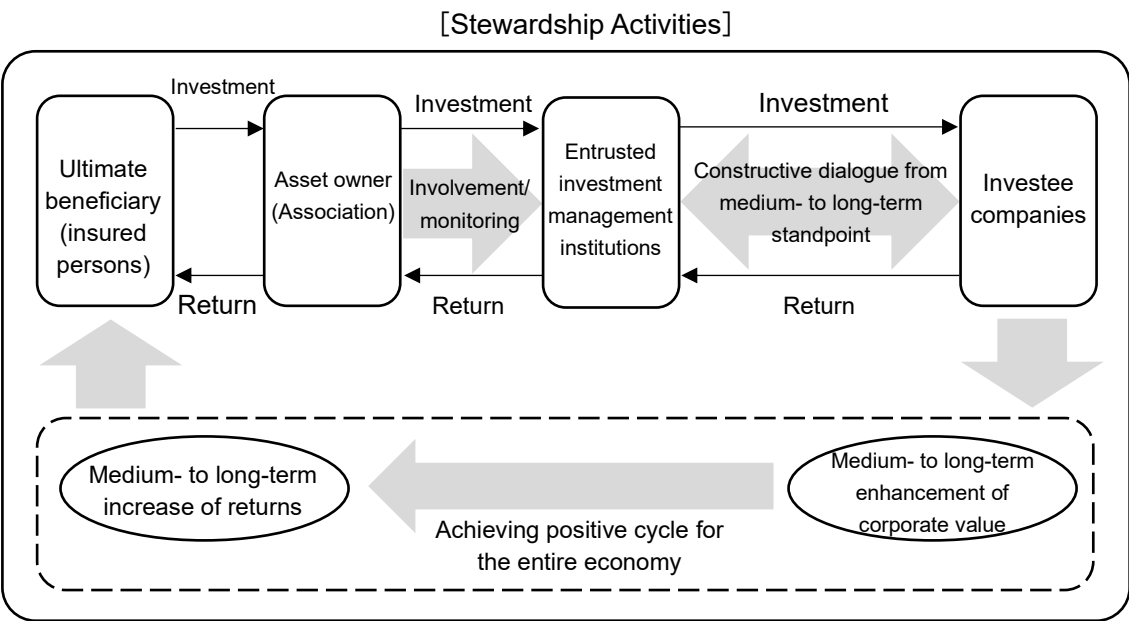 [Stewardship Activities]
Investment
Investment
Investment
Ultimate
beneficiary
(insured
persons)
Asset owner
(Association)
Involvement/
monitoring
Entrusted
investment
management
institutions
Constructive dialogue from
medium- to long-term
standpoint
Investee
companies
Return
Return
Return
Medium- to long-term
increase of returns
Achieving positive cycle for
the entire economy
Medium- to long-term
enhancement of
corporate value